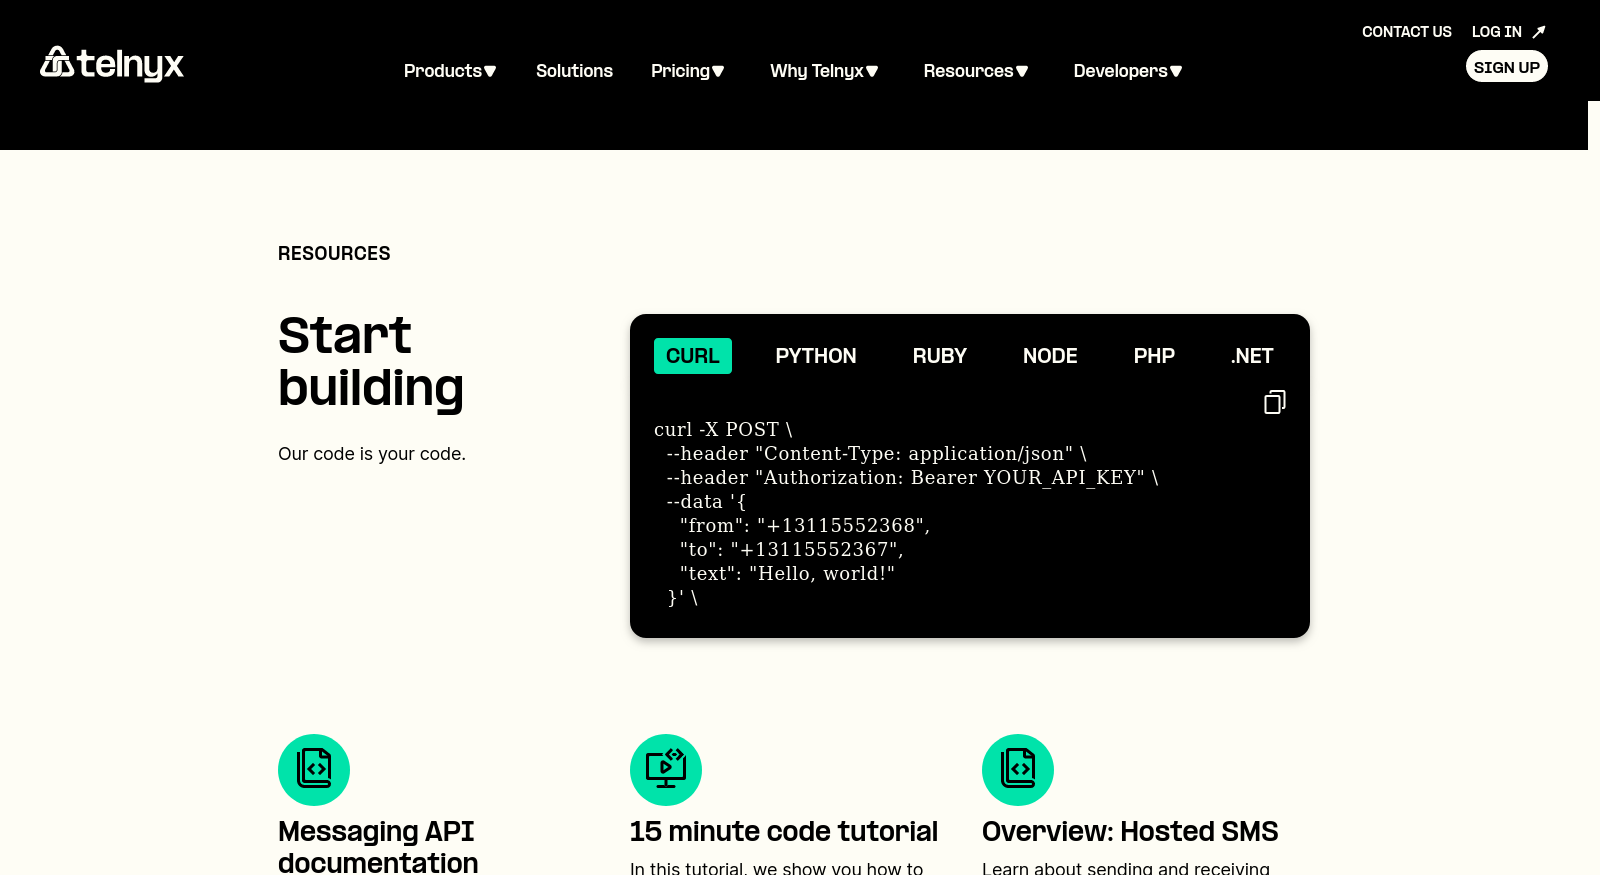 CONTACT US LOG IN
telnyx Products Solutions Pricing Why Telnyx Resources Developers SIGN UP
RESOURCES
Start
building
Our code is your code.
CURL PYTHON RUBY NODE PHP .NET
curl -X POST \
  --header "Content-Type: application/json" \
  --header "Authorization: Bearer YOUR_API_KEY" \
  --data '{
    "from": "+13115552368",
    "to": "+13115552367",
    "text": "Hello, world!"
  }' \
Messaging API
documentation
15 minute code tutorial
In this tutorial, we show you how to
Overview: Hosted SMS
Learn about sending and receiving